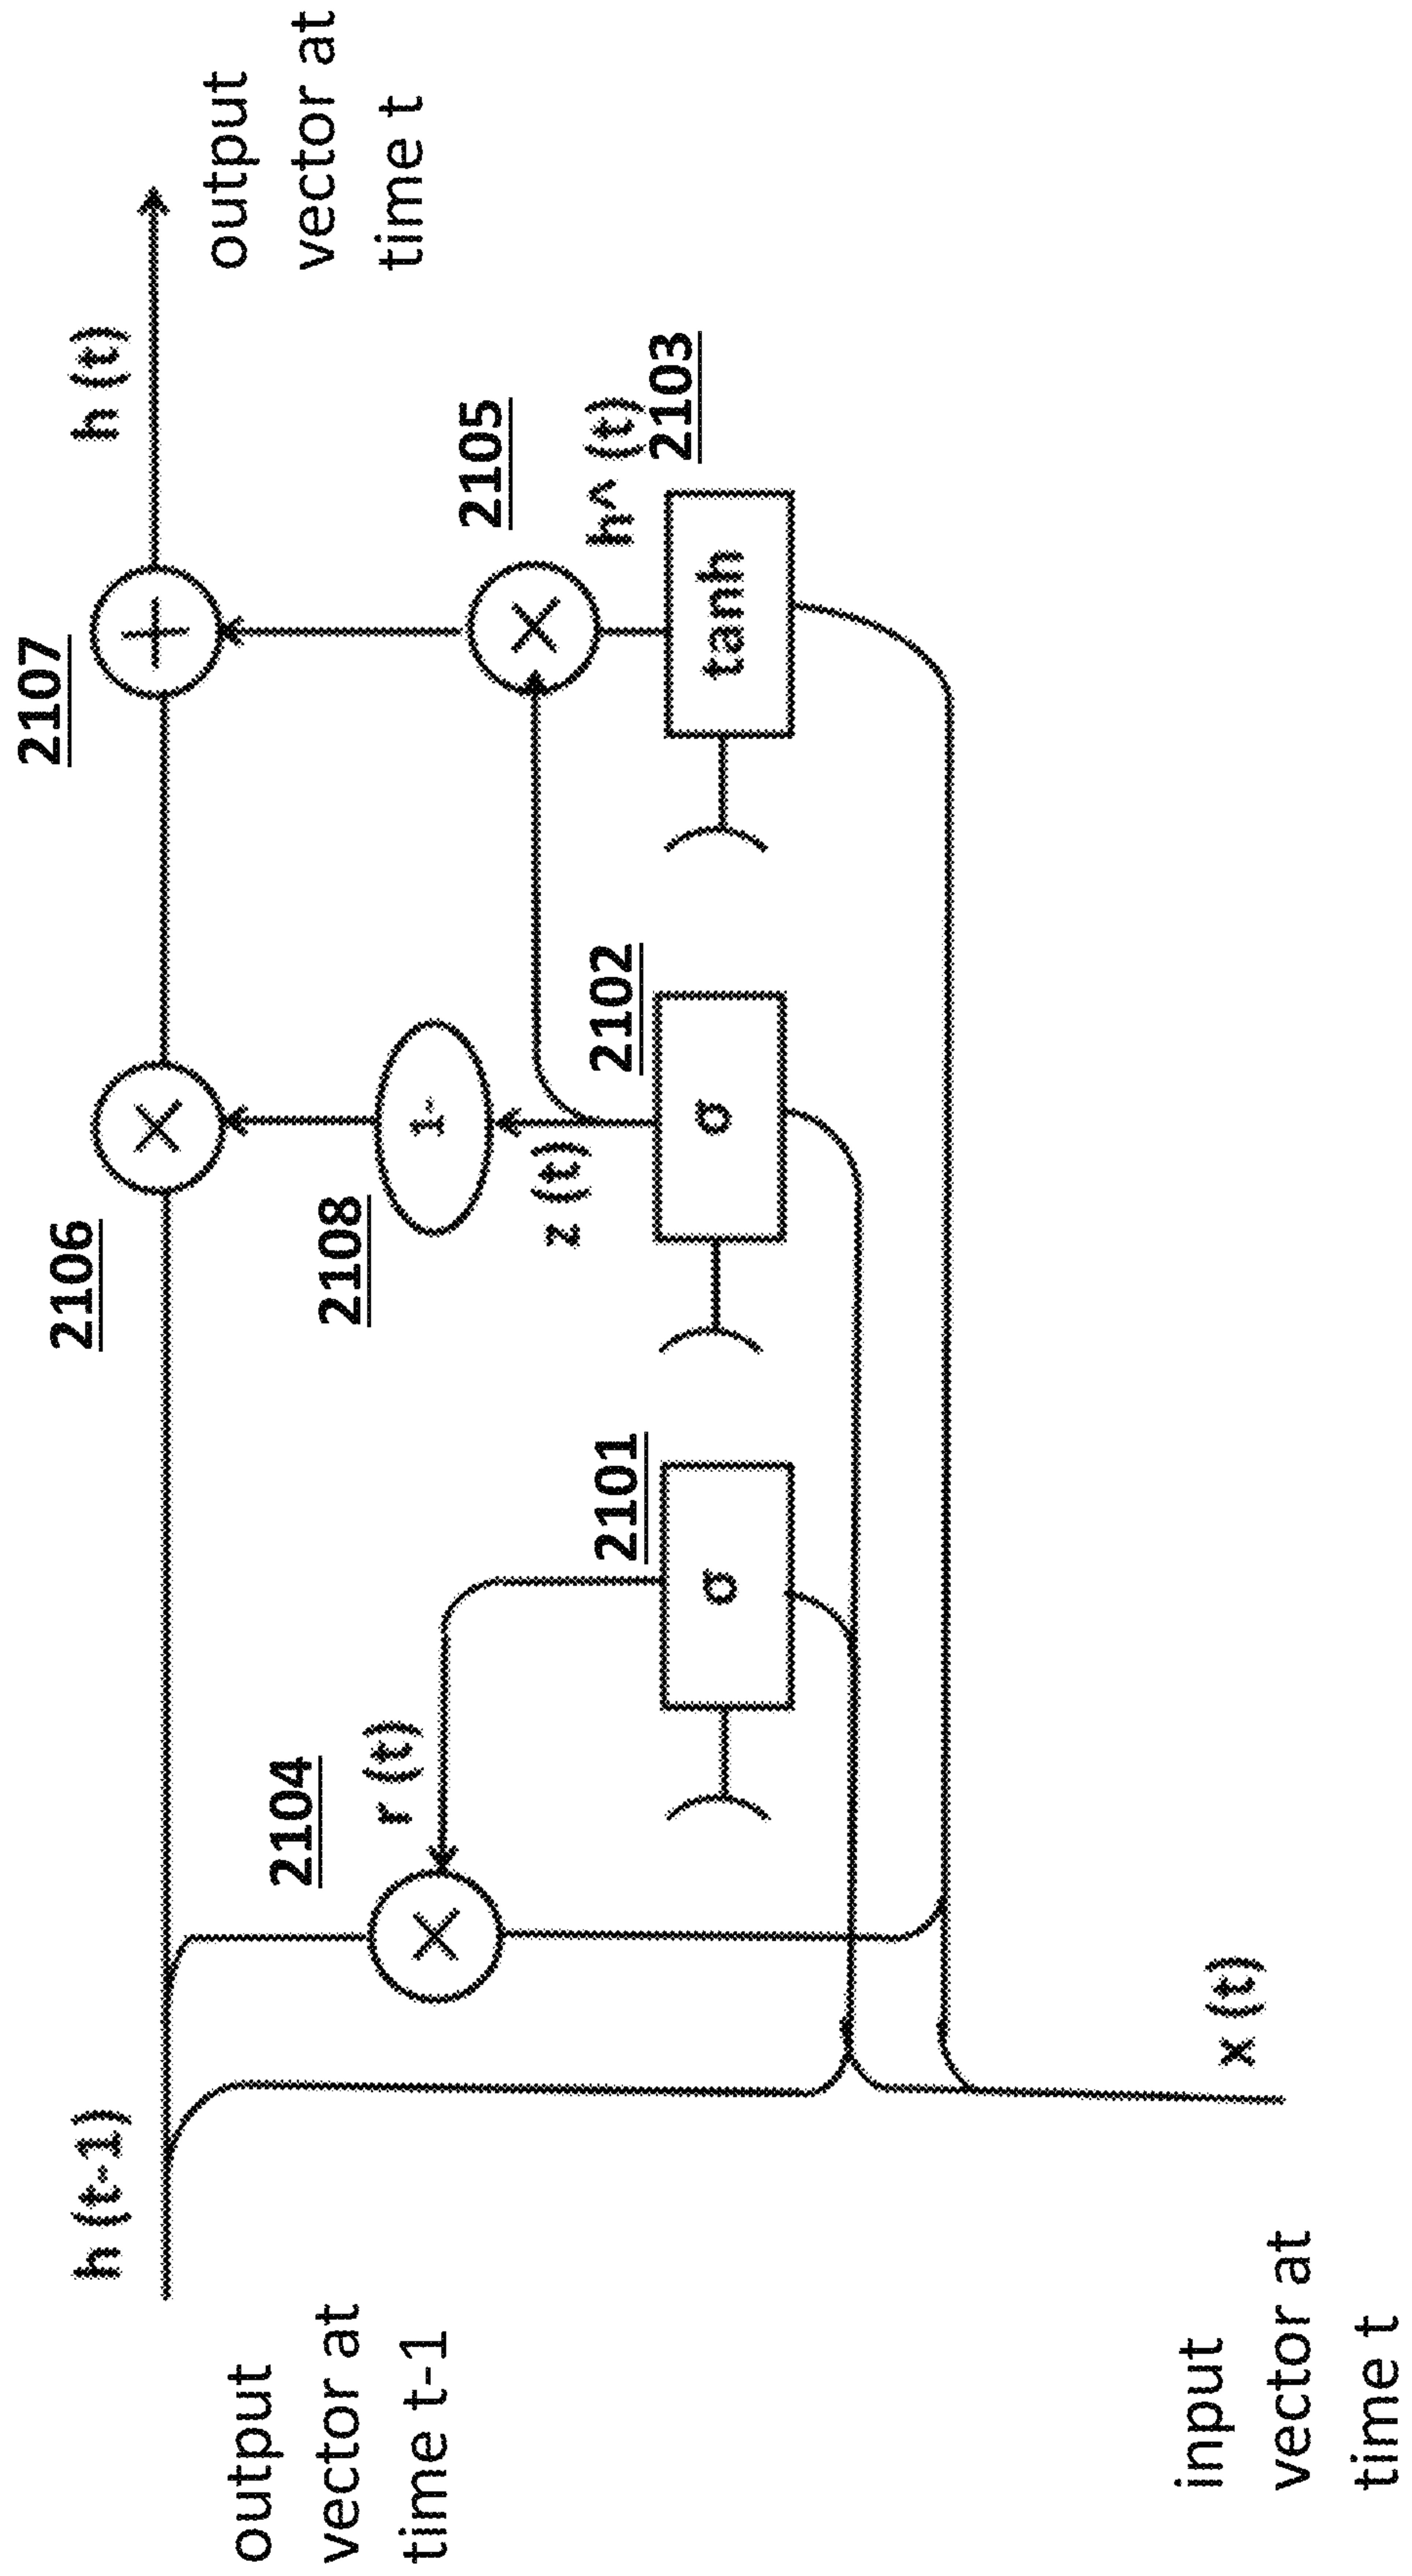 h (t-1)
output
vector at
time t-1
2106
2107
h (t)
output
vector at
time t
2104
r (t)
2108
1-
z (t)
2105
h^ (t)
2101
σ
2102
σ
2103
tanh
x (t)
input
vector at
time t